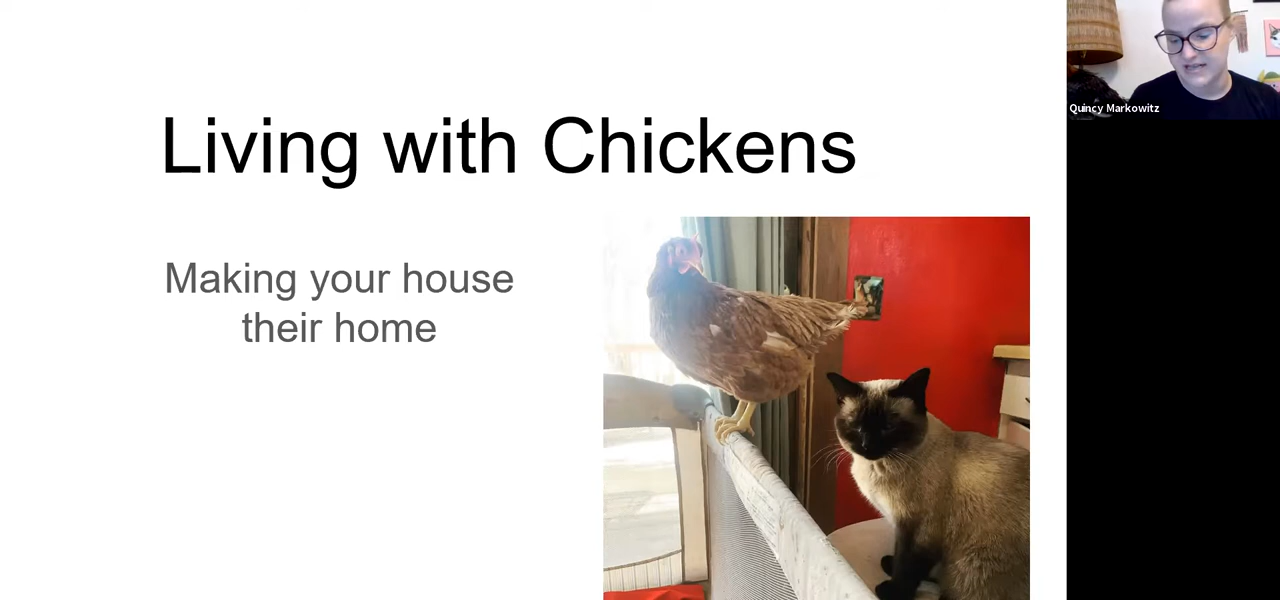 Living with Chickens
Making your house
their home
Quincy Markowitz